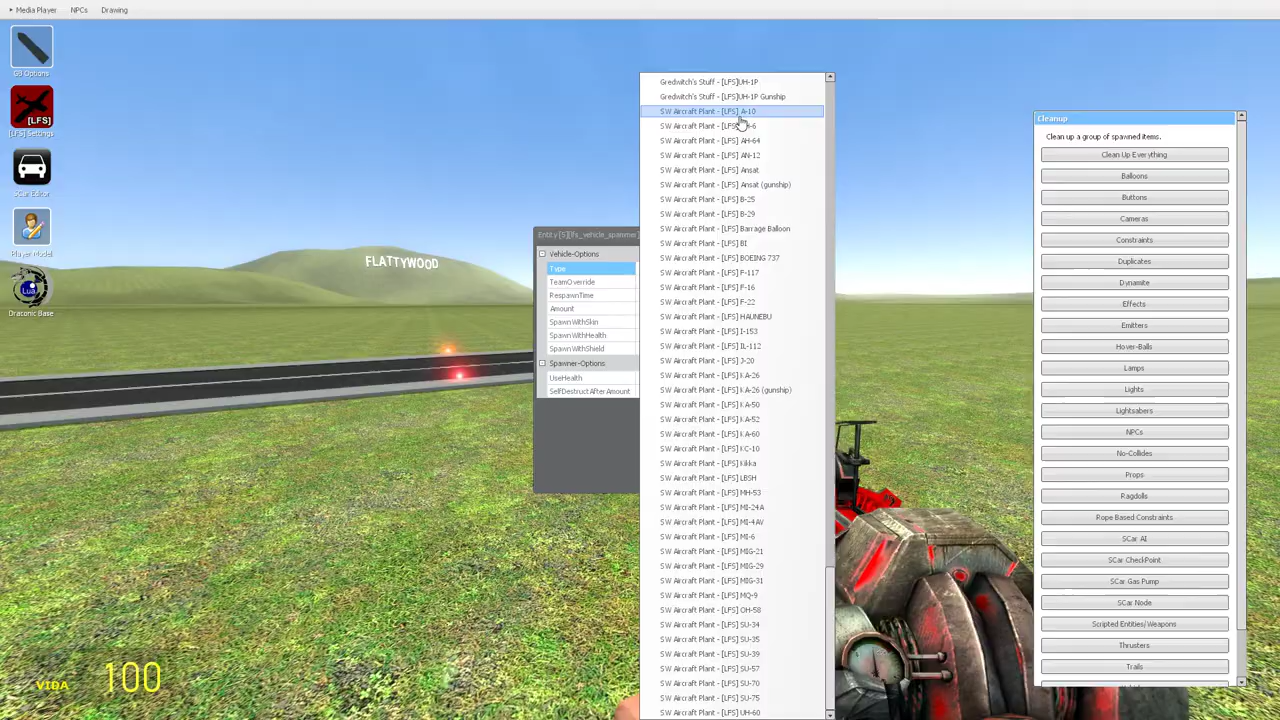 Media Player NPCs Drawing
GB Options
[LFS] Settings
SCar Editor
Player Model
Lua
Draconic Base
FLATTYWOOD
Entity [5][lfs_vehicle_spammer]
Vehicle-Options
Type
TeamOverride
RespawnTime
Amount
SpawnWithSkin
SpawnWithHealth
SpawnWithShield
Spawner-Options
UseHealth
SelfDestructAfterAmount
Gredwitch's Stuff - [LFS]UH-1P
Gredwitch's Stuff - [LFS]UH-1P Gunship
SW Aircraft Plant - [LFS] A-10
SW Aircraft Plant - [LFS] -6
SW Aircraft Plant - [LFS] AH-64
SW Aircraft Plant - [LFS] AN-12
SW Aircraft Plant - [LFS] Ansat
SW Aircraft Plant - [LFS] Ansat (gunship)
SW Aircraft Plant - [LFS] B-25
SW Aircraft Plant - [LFS] B-29
SW Aircraft Plant - [LFS] Barrage Balloon
SW Aircraft Plant - [LFS] BI
SW Aircraft Plant - [LFS] BOEING 737
SW Aircraft Plant - [LFS] F-117
SW Aircraft Plant - [LFS] F-16
SW Aircraft Plant - [LFS] F-22
SW Aircraft Plant - [LFS] HAUNEBU
SW Aircraft Plant - [LFS] I-153
SW Aircraft Plant - [LFS] IL-112
SW Aircraft Plant - [LFS] J-20
SW Aircraft Plant - [LFS] KA-26
SW Aircraft Plant - [LFS] KA-26 (gunship)
SW Aircraft Plant - [LFS] KA-50
SW Aircraft Plant - [LFS] KA-52
SW Aircraft Plant - [LFS] KA-60
SW Aircraft Plant - [LFS] KC-10
SW Aircraft Plant - [LFS] Kikka
SW Aircraft Plant - [LFS] LBSH
SW Aircraft Plant - [LFS] MH-53
SW Aircraft Plant - [LFS] MI-24A
SW Aircraft Plant - [LFS] MI-4AV
SW Aircraft Plant - [LFS] MI-6
SW Aircraft Plant - [LFS] MIG-21
SW Aircraft Plant - [LFS] MIG-29
SW Aircraft Plant - [LFS] MIG-31
SW Aircraft Plant - [LFS] MQ-9
SW Aircraft Plant - [LFS] OH-58
SW Aircraft Plant - [LFS] SU-34
SW Aircraft Plant - [LFS] SU-35
SW Aircraft Plant - [LFS] SU-39
SW Aircraft Plant - [LFS] SU-57
SW Aircraft Plant - [LFS] SU-70
SW Aircraft Plant - [LFS] SU-75
SW Aircraft Plant - [LFS] UH-60
Cleanup
Clean up a group of spawned items.
Clean Up Everything
Balloons
Buttons
Cameras
Constraints
Duplicates
Dynamite
Effects
Emitters
Hover-Balls
Lamps
Lights
Lightsabers
NPCs
No-Collides
Props
Ragdolls
Rope Based Constraints
SCar AI
SCar CheckPoint
SCar Gas Pump
SCar Node
Scripted Entities/Weapons
Thrusters
Trails
VIDA 100